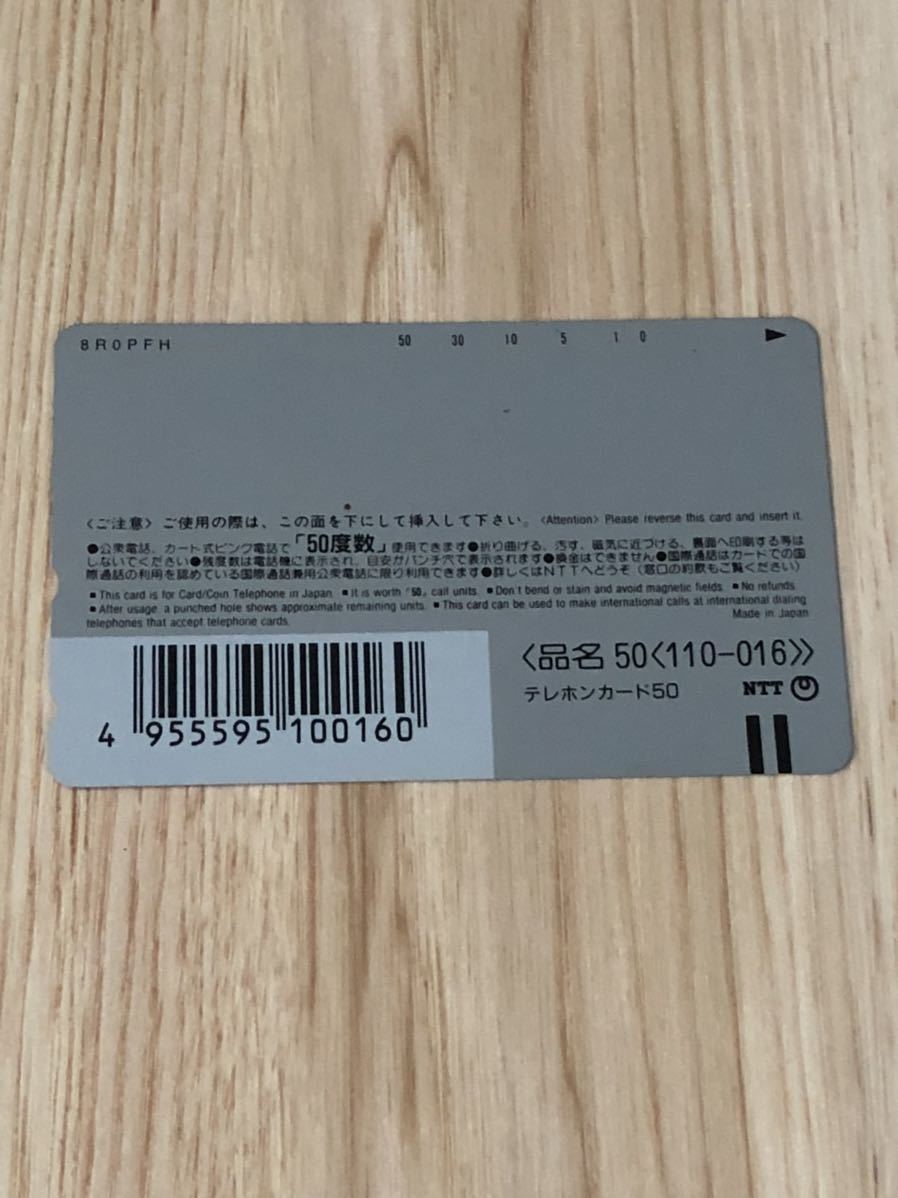 8R0PFH 50 30 10 5 1 0
〈ご注意〉ご使用の際は、この面を下にして挿入して下さい。〈Attention〉Please reverse this card and insert it.
●公衆電話、カード式ピンク電話で「50度数」使用できます●折り曲げる、汚す、磁気に近づける、裏面へ印刷する等は
しないでください●残度数は電話機に表示され、目安がパンチ穴で表示されます●換金はできません●国際通話はカードでの国
際通話の利用を認めている国際通話兼用公衆電話に限り利用できます●詳しくはNTTへどうぞ（窓口の約款もご覧ください）
■This card is for Card/Coin Telephone in Japan. ■It is worth「50」call units. ■Don't bend or stain and avoid magnetic fields. ■No refunds.
■After usage, a punched hole shows approximate remaining units. ■This card can be used to make international calls at international dialing
telephones that accept telephone cards. Made in Japan
〈品名 50〈110-016〉〉
テレホンカード50 NTT
4 955595 100160